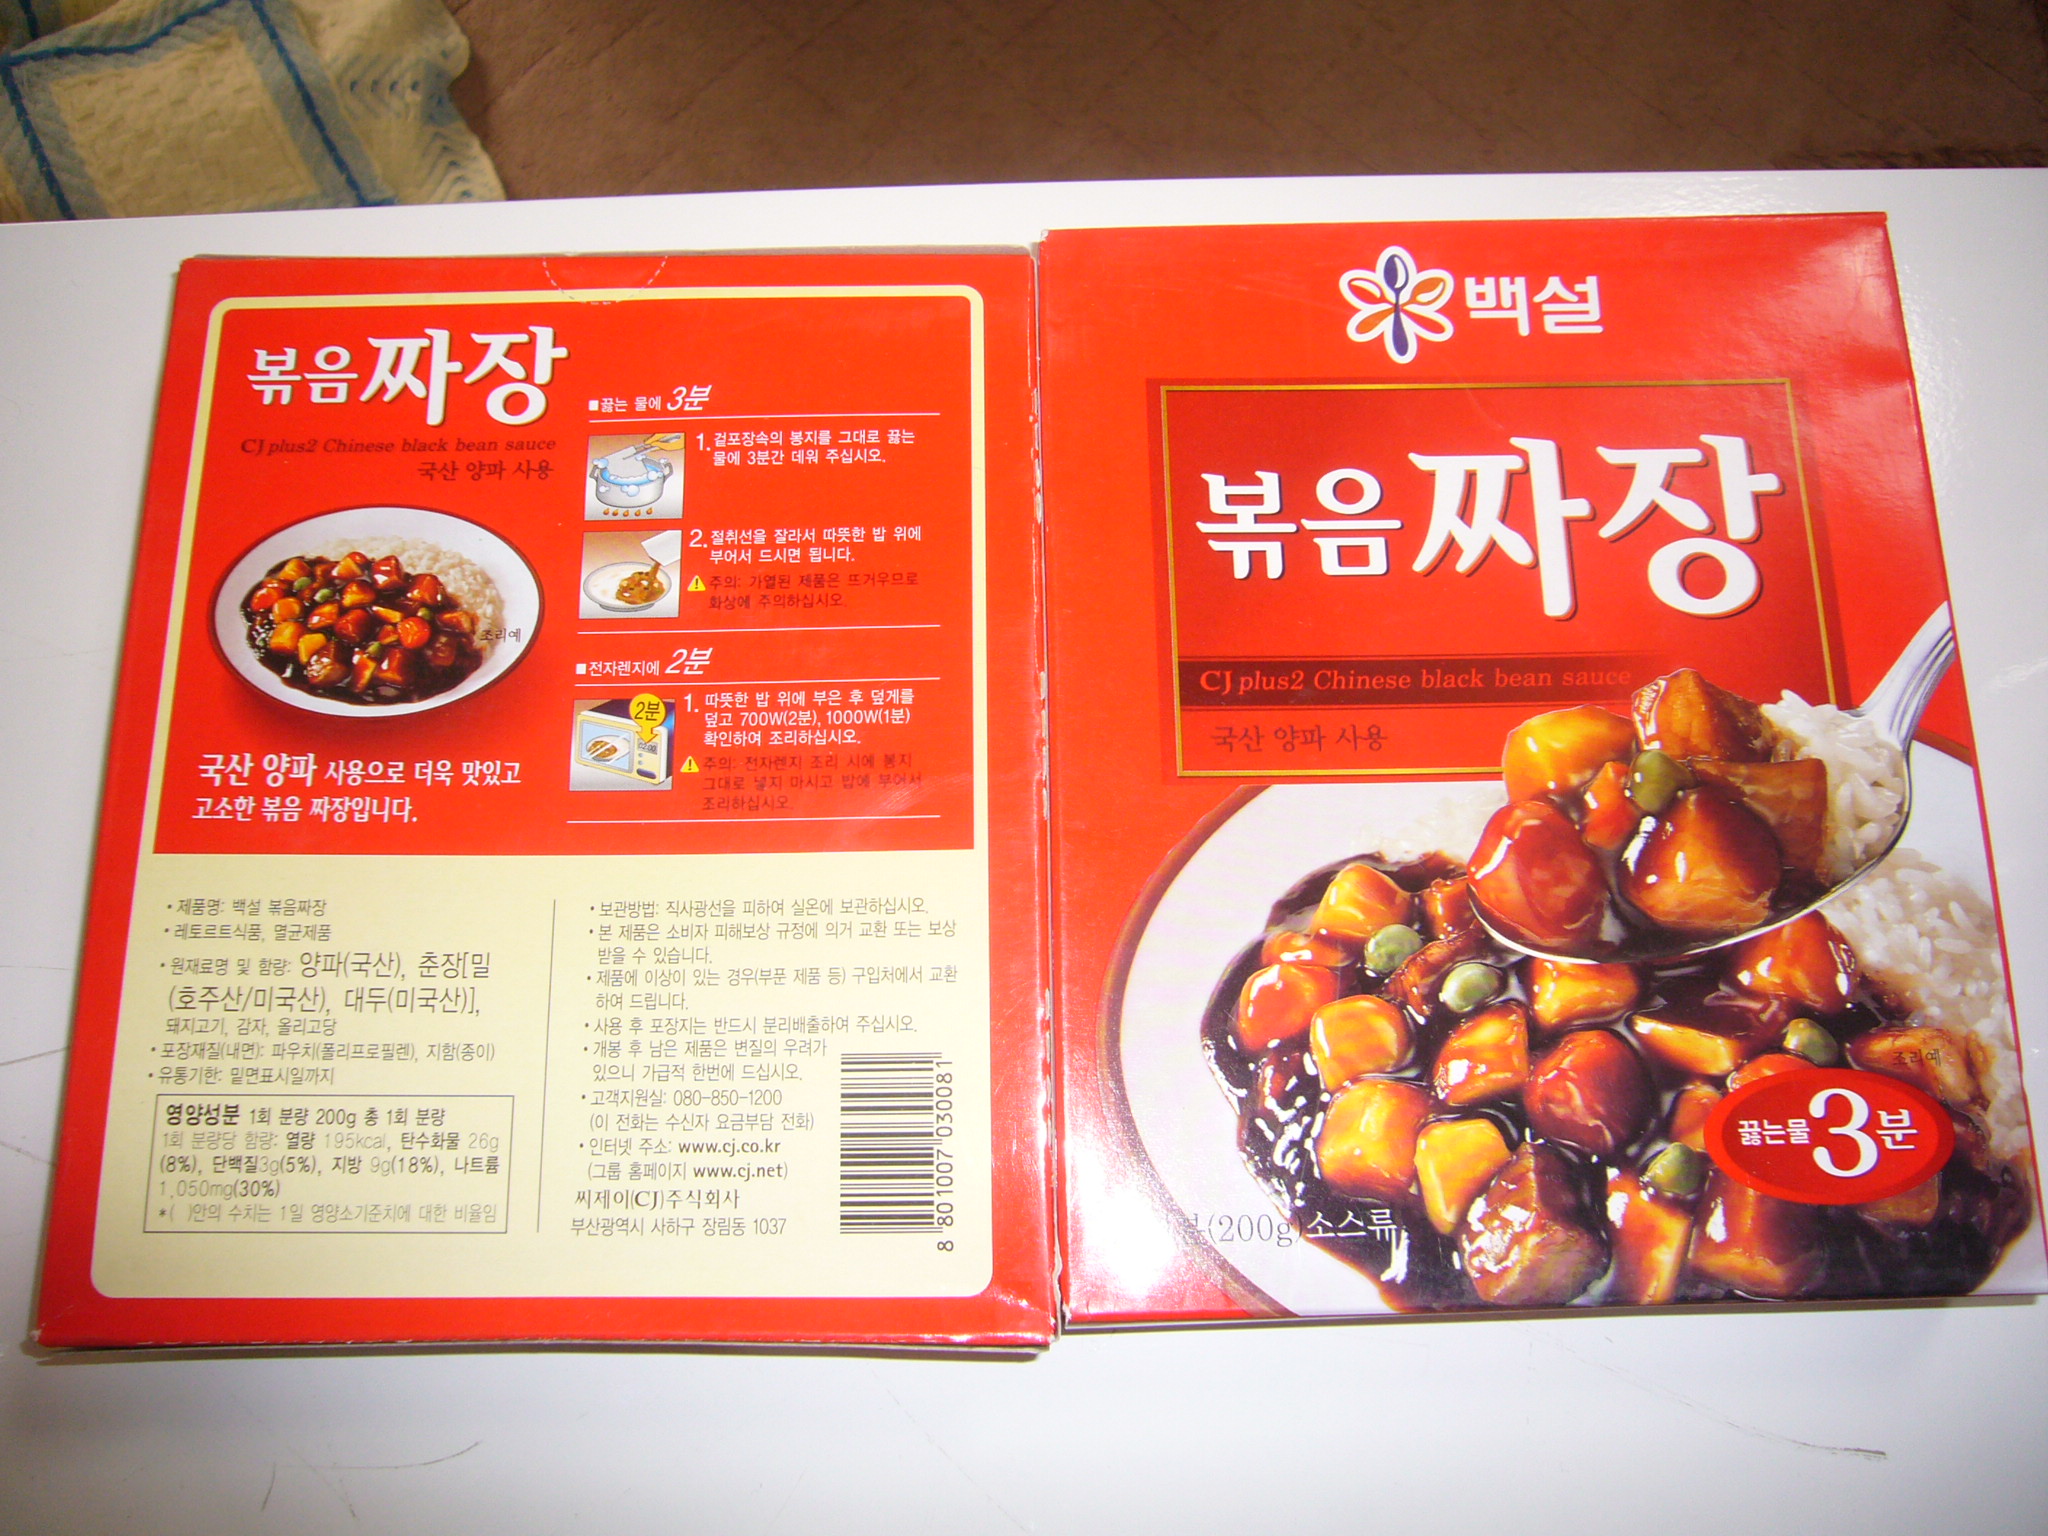 볶음짜장
CJ plus2 Chinese black bean sauce
국산 양파 사용
조리예
국산 양파 사용으로 더욱 맛있고
고소한 볶음 짜장입니다.
■끓는 물에 3분
1. 겉포장속의 봉지를 그대로 끓는
물에 3분간 데워 주십시오.
2. 절취선을 잘라서 따뜻한 밥 위에
부어서 드시면 됩니다.
주의: 가열된 제품은 뜨거우므로
화상에 주의하십시오.
■전자렌지에 2분
2분
1. 따뜻한 밥 위에 부은 후 덮게를
덮고 700W(2분), 1000W(1분)
확인하여 조리하십시오.
주의: 전자렌지 조리 시에 봉지
그대로 넣지 마시고 밥에 부어서
조리하십시오.
•제품명: 백설 볶음짜장
•레토르트식품, 멸균제품
•원재료명 및 함량: 양파(국산), 춘장[밀
(호주산/미국산), 대두(미국산)],
돼지고기, 감자, 올리고당
•포장재질(내면): 파우치(폴리프로필렌), 지함(종이)
•유통기한: 밑면표시일까지
영양성분 1회 분량 200g 총 1회 분량
1회 분량당 함량: 열량 195kcal, 탄수화물 26g
(8%), 단백질3g(5%), 지방 9g(18%), 나트륨
1,050mg(30%)
*( )안의 수치는 1일 영양소기준치에 대한 비율임
•보관방법: 직사광선을 피하여 실온에 보관하십시오.
•본 제품은 소비자 피해보상 규정에 의거 교환 또는 보상
받을 수 있습니다.
•제품에 이상이 있는 경우(부푼 제품 등) 구입처에서 교환
하여 드립니다.
•사용 후 포장지는 반드시 분리배출하여 주십시오.
•개봉 후 남은 제품은 변질의 우려가
있으니 가급적 한번에 드십시오.
•고객지원실: 080-850-1200
(이 전화는 수신자 요금부담 전화)
•인터넷 주소: www.cj.co.kr
(그룹 홈페이지 www.cj.net)
씨제이(CJ)주식회사
부산광역시 사하구 장림동 1037
8 801007 030081
백설
볶음짜장
CJ plus2 Chinese black bean sauce
국산 양파 사용
조리예
끓는물 3분
(200g) 소스류